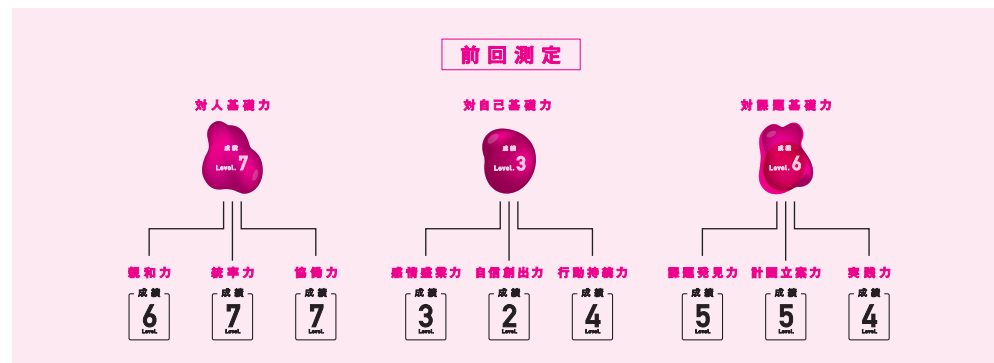 前回測定
対人基礎力 対自己基礎力 対課題基礎力
成績 成績 成績
Level. 7 Level. 3 Level. 6
親和力 統率力 協働力 自信創出力 行動持続力 課題発見力 計画立案力 実践力
成績 成績 成績 成績 成績 成績 成績 成績 成績
6 7 7 3 2 4 5 5 4
Level. Level. Level. Level. Level. Level. Level. Level. Level.